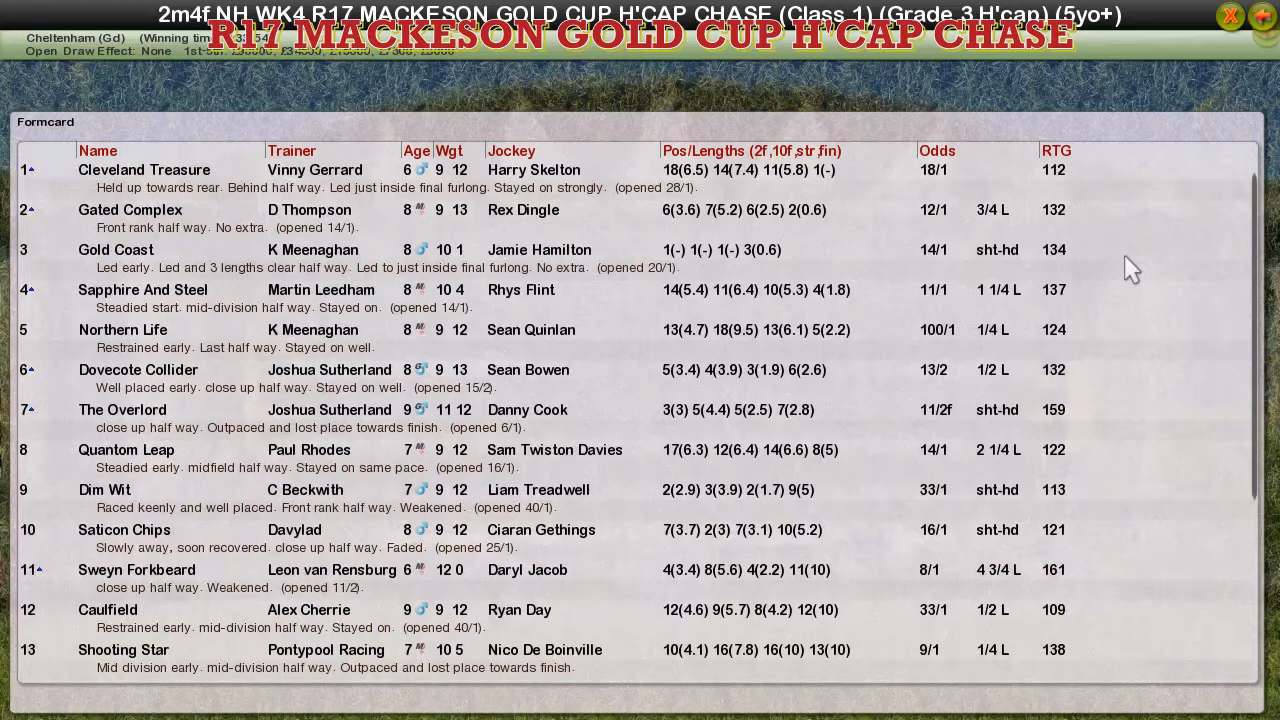 2m4f NH WK4 R17 MACKESON GOLD CUP H'CAP CHASE (Class 1) (Grade 3 H'cap) (5yo+)
R17 MACKESON GOLD CUP H'CAP CHASE
Cheltenham (Gd) (Winning time
Open Draw Effect: None 1st-5th:
Formcard
Name Trainer Age Wgt Jockey Pos/Lengths (2f,10f,str,fin) Odds RTG
1 Cleveland Treasure Vinny Gerrard 6 9 12 Harry Skelton 18(6.5) 14(7.4) 11(5.8) 1(-) 18/1 112
Held up towards rear. Behind half way. Led just inside final furlong. Stayed on strongly. (opened 28/1).
2 Gated Complex D Thompson 8 9 13 Rex Dingle 6(3.6) 7(5.2) 6(2.5) 2(0.6) 12/1 3/4 L 132
Front rank half way. No extra. (opened 14/1).
3 Gold Coast K Meenaghan 8 10 1 Jamie Hamilton 1(-) 1(-) 1(-) 3(0.6) 14/1 sht-hd 134
Led early. Led and 3 lengths clear half way. Led to just inside final furlong. No extra. (opened 20/1).
4 Sapphire And Steel Martin Leedham 8 10 4 Rhys Flint 14(5.4) 11(6.4) 10(5.3) 4(1.8) 11/1 1 1/4 L 137
Steadied start. mid-division half way. Stayed on. (opened 14/1).
5 Northern Life K Meenaghan 8 9 12 Sean Quinlan 13(4.7) 18(9.5) 13(6.1) 5(2.2) 100/1 1/4 L 124
Restrained early. Last half way. Stayed on well.
6 Dovecote Collider Joshua Sutherland 8 9 13 Sean Bowen 5(3.4) 4(3.9) 3(1.9) 6(2.6) 13/2 1/2 L 132
Well placed early. close up half way. Stayed on well. (opened 15/2).
7 The Overlord Joshua Sutherland 9 11 12 Danny Cook 3(3) 5(4.4) 5(2.5) 7(2.8) 11/2f sht-hd 159
close up half way. Outpaced and lost place towards finish. (opened 6/1).
8 Quantom Leap Paul Rhodes 7 9 12 Sam Twiston Davies 17(6.3) 12(6.4) 14(6.6) 8(5) 14/1 2 1/4 L 122
Steadied early. midfield half way. Stayed on same pace. (opened 16/1).
9 Dim Wit C Beckwith 7 9 12 Liam Treadwell 2(2.9) 3(3.9) 2(1.7) 9(5) 33/1 sht-hd 113
Raced keenly and well placed. Front rank half way. Weakened. (opened 40/1).
10 Saticon Chips Davylad 8 9 12 Ciaran Gethings 7(3.7) 2(3) 7(3.1) 10(5.2) 16/1 sht-hd 121
Slowly away, soon recovered. close up half way. Faded. (opened 25/1).
11 Sweyn Forkbeard Leon van Rensburg 6 12 0 Daryl Jacob 4(3.4) 8(5.6) 4(2.2) 11(10) 8/1 4 3/4 L 161
close up half way. Weakened. (opened 11/2).
12 Caulfield Alex Cherrie 9 9 12 Ryan Day 12(4.6) 9(5.7) 8(4.2) 12(10) 33/1 1/2 L 109
Restrained early. mid-division half way. Stayed on. (opened 40/1).
13 Shooting Star Pontypool Racing 7 10 5 Nico De Boinville 10(4.1) 16(7.8) 16(10) 13(10) 9/1 1/4 L 138
Mid division early. mid-division half way. Outpaced and lost place towards finish.